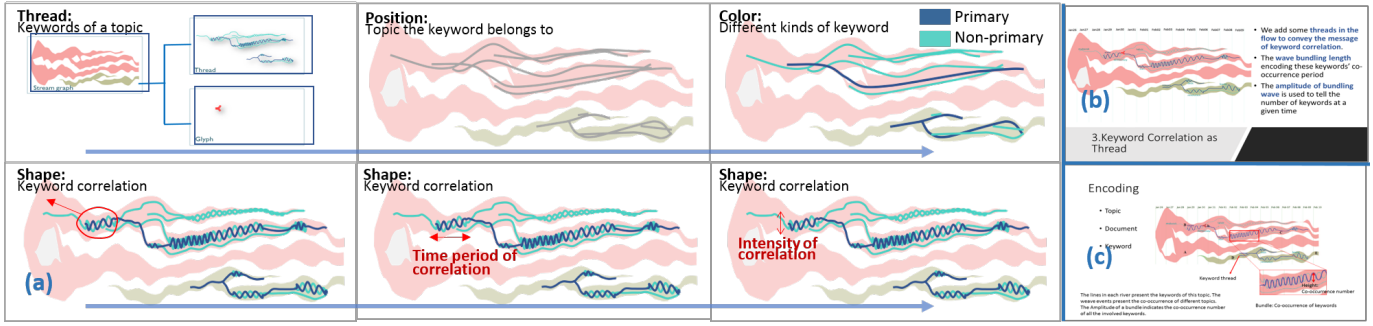 Thread:
Keywords of a topic
Stream graph
Thread
Glyph
Position:
Topic the keyword belongs to
Color:
Different kinds of keyword
Primary
Non-primary
Shape:
Keyword correlation
(a)
Shape:
Keyword correlation
Time period of
correlation
Shape:
Keyword correlation
Intensity of
correlation
• We add some threads in the
flow to convey the message
of keyword correlation.
• The wave bundling length
encoding these keywords' co-
occurrence period
• The amplitude of bundling
wave is used to tell the
number of keywords at a
given time
(b)
3.Keyword Correlation as
Thread
Encoding
• Topic
• Document
• Keyword
(c)
Keyword thread
Height:
Co-occurrence number
Bundle: Co-occurrence of keywords
The lines in each river present the keywords of this topic. The
weave events present the co-occurrence of different topics.
The Amplitude of a bundle indicates the co-occurrence number
of all the involved keywords.